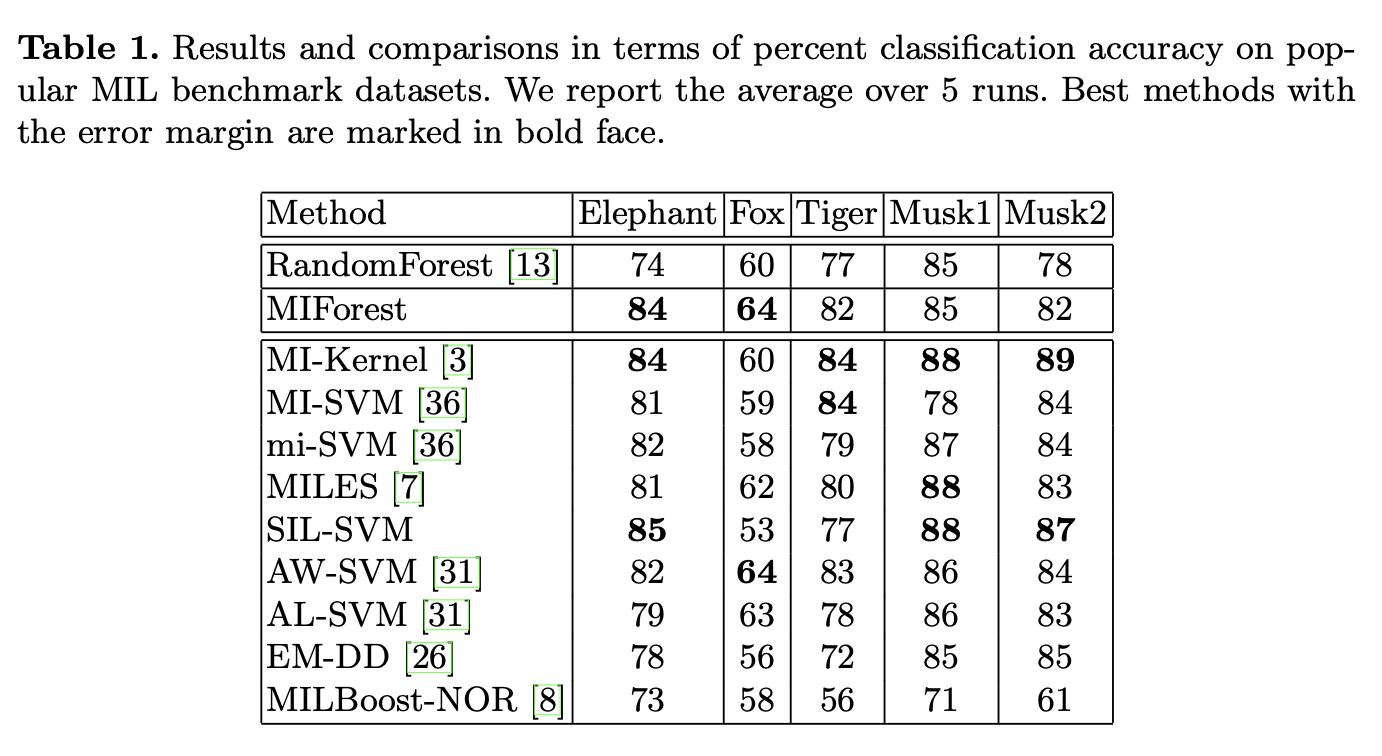 Table 1. Results and comparisons in terms of percent classification accuracy on pop-
ular MIL benchmark datasets. We report the average over 5 runs. Best methods with
the error margin are marked in bold face.
Method Elephant Fox Tiger Musk1 Musk2
RandomForest [13] 74 60 77 85 78
MIForest 84 64 82 85 82
MI-Kernel [3] 84 60 84 88 89
MI-SVM [36] 81 59 84 78 84
mi-SVM [36] 82 58 79 87 84
MILES [7] 81 62 80 88 83
SIL-SVM 85 53 77 88 87
AW-SVM [31] 82 64 83 86 84
AL-SVM [31] 79 63 78 86 83
EM-DD [26] 78 56 72 85 85
MILBoost-NOR [8] 73 58 56 71 61